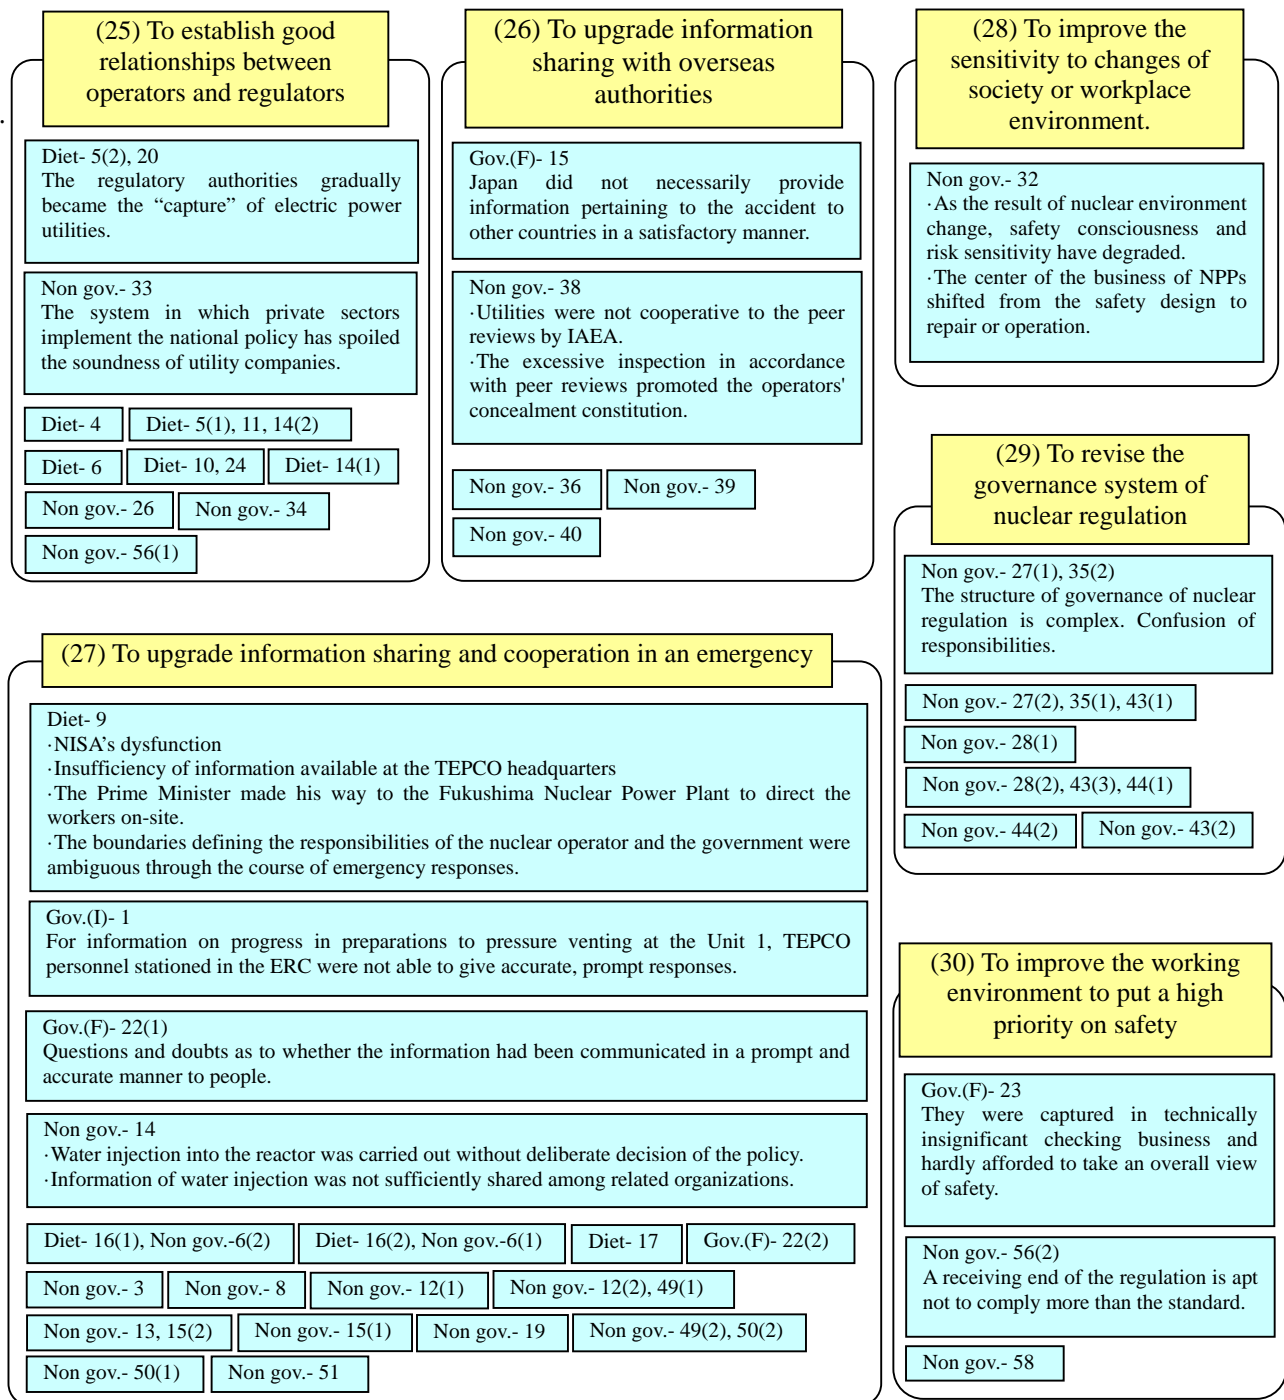 (25) To establish good
relationships between
operators and regulators
Diet- 5(2), 20
The regulatory authorities gradually
became the “capture” of electric power
utilities.
Non gov.- 33
The system in which private sectors
implement the national policy has spoiled
the soundness of utility companies.
Diet- 4
Diet- 5(1), 11, 14(2)
Diet- 6
Diet- 10, 24
Diet- 14(1)
Non gov.- 26
Non gov.- 34
Non gov.- 56(1)
(26) To upgrade information
sharing with overseas
authorities
Gov.(F)- 15
Japan did not necessarily provide
information pertaining to the accident to
other countries in a satisfactory manner.
Non gov.- 38
·Utilities were not cooperative to the peer
reviews by IAEA.
·The excessive inspection in accordance
with peer reviews promoted the operators'
concealment constitution.
Non gov.- 36
Non gov.- 39
Non gov.- 40
(28) To improve the
sensitivity to changes of
society or workplace
environment.
Non gov.- 32
·As the result of nuclear environment
change, safety consciousness and
risk sensitivity have degraded.
·The center of the business of NPPs
shifted from the safety design to
repair or operation.
(29) To revise the
governance system of
nuclear regulation
Non gov.- 27(1), 35(2)
The structure of governance of nuclear
regulation is complex. Confusion of
responsibilities.
Non gov.- 27(2), 35(1), 43(1)
Non gov.- 28(1)
Non gov.- 28(2), 43(3), 44(1)
Non gov.- 44(2)
Non gov.- 43(2)
(27) To upgrade information sharing and cooperation in an emergency
Diet- 9
·NISA’s dysfunction
·Insufficiency of information available at the TEPCO headquarters
·The Prime Minister made his way to the Fukushima Nuclear Power Plant to direct the
workers on-site.
·The boundaries defining the responsibilities of the nuclear operator and the government were
ambiguous through the course of emergency responses.
Gov.(I)- 1
For information on progress in preparations to pressure venting at the Unit 1, TEPCO
personnel stationed in the ERC were not able to give accurate, prompt responses.
Gov.(F)- 22(1)
Questions and doubts as to whether the information had been communicated in a prompt and
accurate manner to people.
Non gov.- 14
·Water injection into the reactor was carried out without deliberate decision of the policy.
·Information of water injection was not sufficiently shared among related organizations.
Diet- 16(1), Non gov.-6(2)
Diet- 16(2), Non gov.-6(1)
Diet- 17
Gov.(F)- 22(2)
Non gov.- 3
Non gov.- 8
Non gov.- 12(1)
Non gov.- 12(2), 49(1)
Non gov.- 13, 15(2)
Non gov.- 15(1)
Non gov.- 19
Non gov.- 49(2), 50(2)
Non gov.- 50(1)
Non gov.- 51
(30) To improve the working
environment to put a high
priority on safety
Gov.(F)- 23
They were captured in technically
insignificant checking business and
hardly afforded to take an overall view
of safety.
Non gov.- 56(2)
A receiving end of the regulation is apt
not to comply more than the standard.
Non gov.- 58